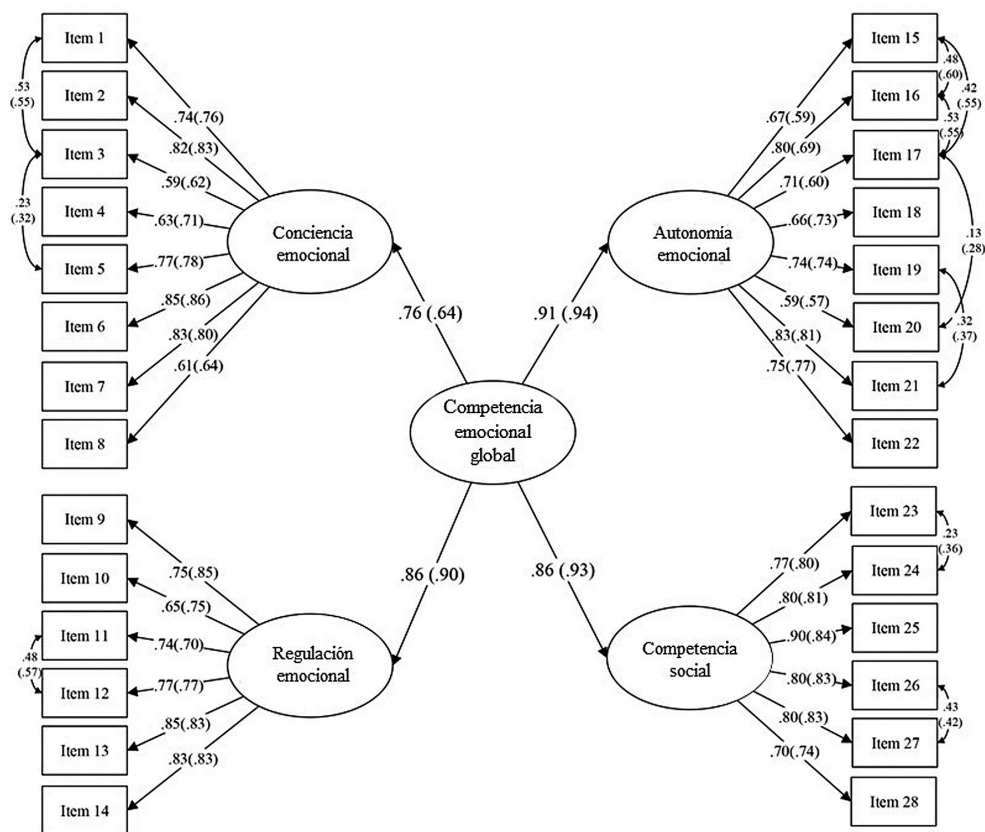 Item 1
Item 2
Item 3
Item 4
Item 5
Item 6
Item 7
Item 8
.53
(.55)
.23
(.32)
.74(.76)
.82(.83)
.59(.62)
.63(.71)
.77(.78)
.85(.86)
.83(.80)
.61(.64)
Conciencia
emocional
.76 (.64)
Item 15
Item 16
Item 17
Item 18
Item 19
Item 20
Item 21
Item 22
.48
(.60)
.42
(.55)
.53
(.55)
.13
(.28)
.32
(.37)
.67(.59)
.80(.69)
.71(.60)
.66(.73)
.74(.74)
.59(.57)
.83(.81)
.75(.77)
Autonomía
emocional
.91 (.94)
Competencia
emocional
global
Item 9
Item 10
Item 11
Item 12
Item 13
Item 14
.48
(.57)
.75(.85)
.65(.75)
.74(.70)
.77(.77)
.85(.83)
.83(.83)
Regulación
emocional
.86 (.90)
Item 23
Item 24
Item 25
Item 26
Item 27
Item 28
.23
(.36)
.43
(.42)
.77(.80)
.80(.81)
.90(.84)
.80(.83)
.80(.83)
.70(.74)
Competencia
social
.86 (.93)